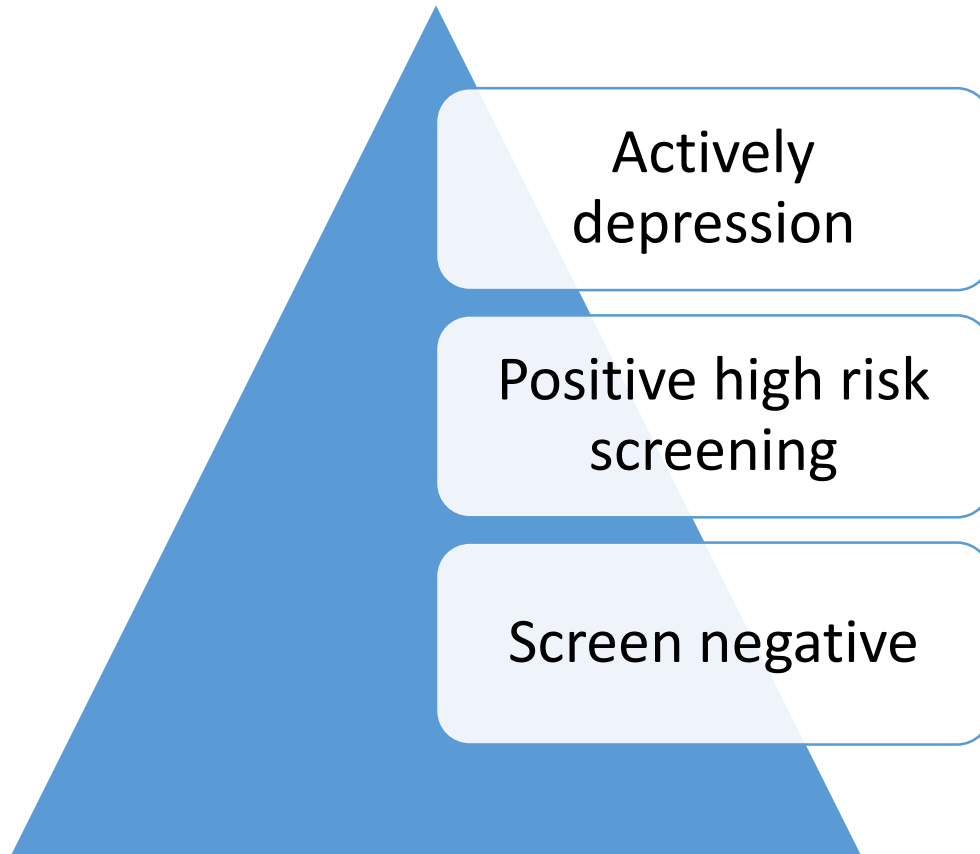 Actively
depression
Positive high risk
screening
Screen negative